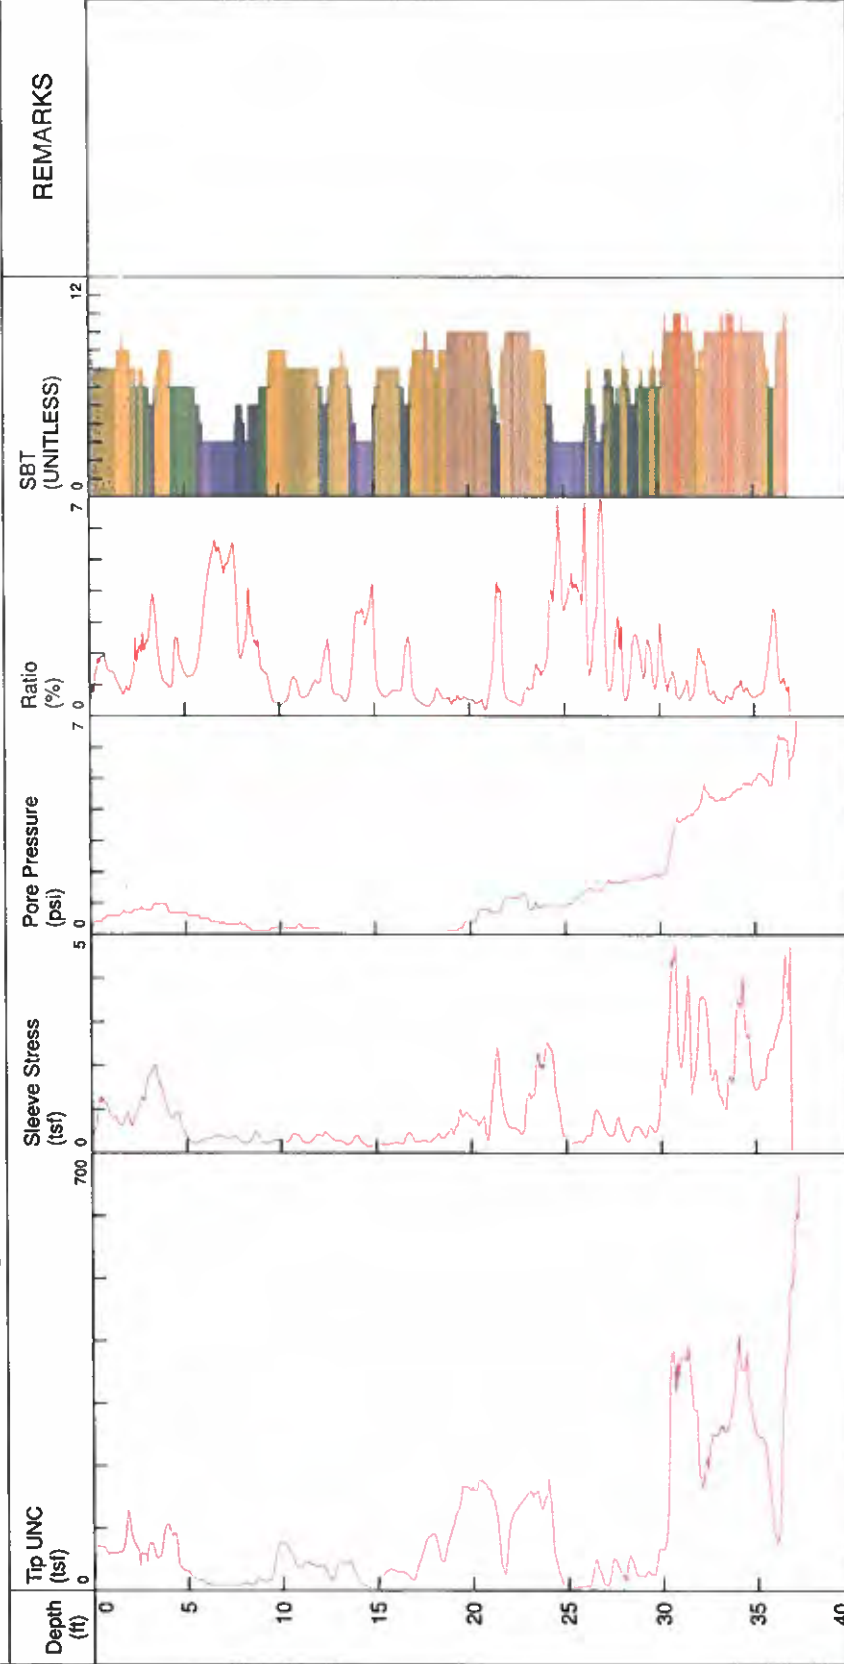 Depth
(ft)
Tip UNC
(tsf)
0
700
Sleeve Stress
(tsf)
0
5
Pore Pressure
(psi)
0
7
Ratio
(%)
0
7
SBT
(UNITLESS)
0
12
REMARKS
0
5
10
15
20
25
30
35
40